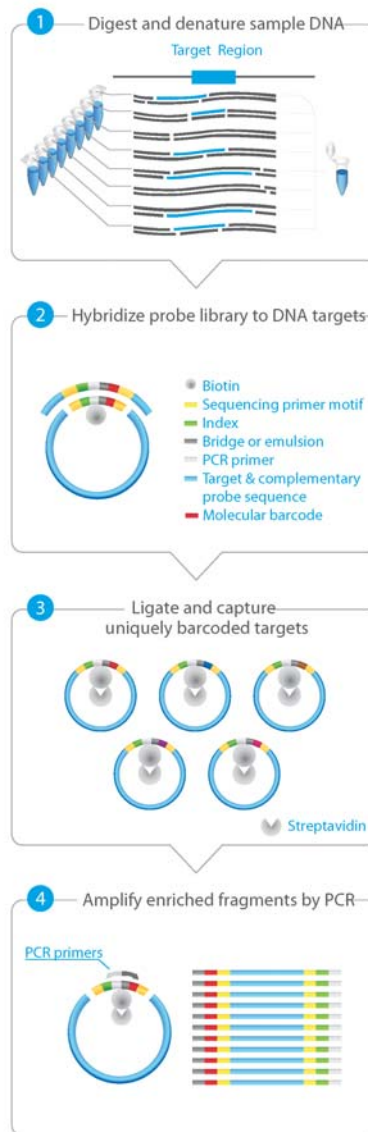 1 Digest and denature sample DNA
Target Region
2 Hybridize probe library to DNA targets
Biotin
Sequencing primer motif
Index
Bridge or emulsion
PCR primer
Target & complementary
probe sequence
Molecular barcode
3 Ligate and capture
uniquely barcoded targets
Streptavidin
4 Amplify enriched fragments by PCR
PCR primers